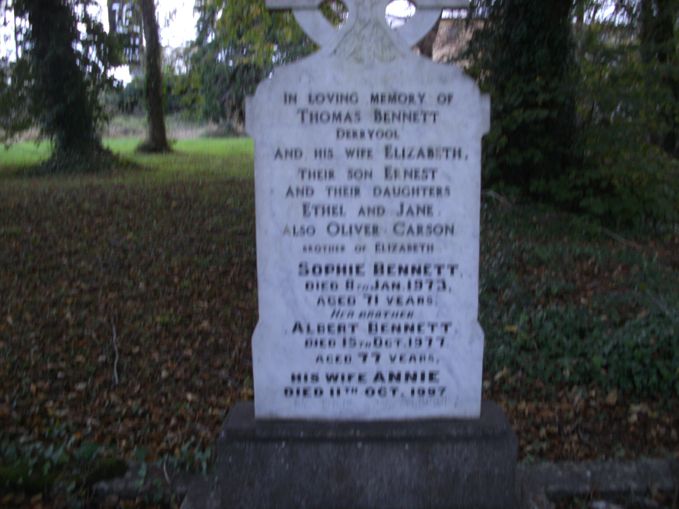 IN LOVING MEMORY OF
THOMAS BENNETT
DERRYOOL
AND HIS WIFE ELIZABETH,
THEIR SON ERNEST
AND THEIR DAUGHTERS
ETHEL AND JANE
ALSO OLIVER CARSON
BROTHER OF ELIZABETH
SOPHIE BENNETT.
DIED 8TH JAN. 1973,
AGED 71 YEARS.
HER BROTHER
ALBERT BENNETT.
DIED 15TH OCT. 1977
AGED 77 YEARS,
HIS WIFE ANNIE
DIED 11TH OCT. 1997